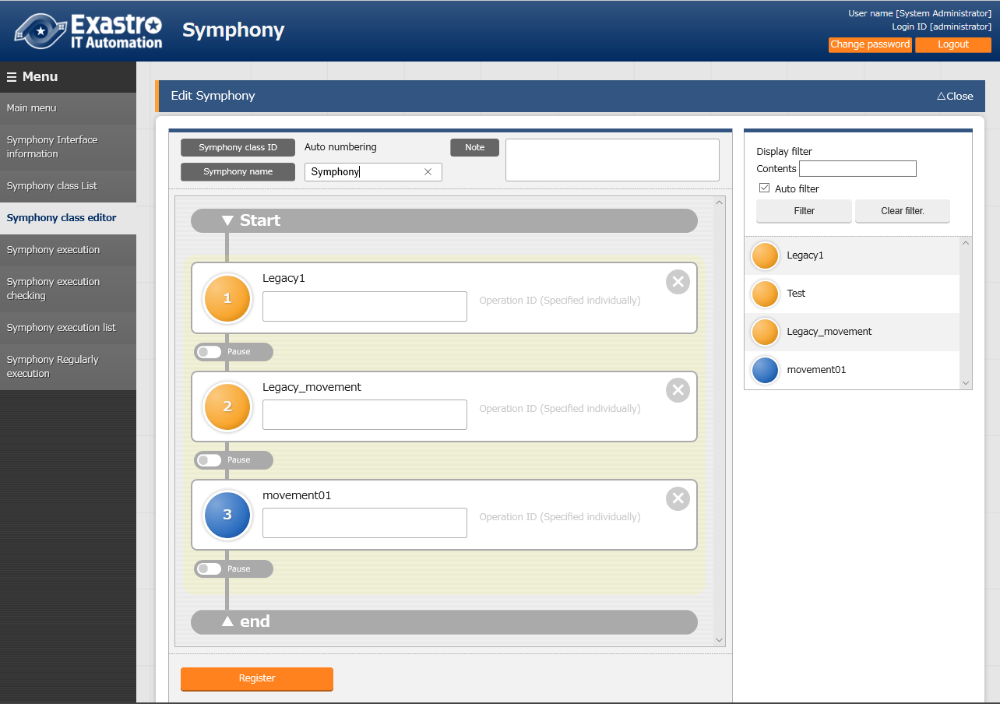 Exastro
IT Automation
Symphony
User name [System Administrator]
Login ID [administrator]
Change password
Logout
☰ Menu
Main menu
Symphony Interface
information
Symphony class List
Symphony class editor
Symphony execution
Symphony execution
checking
Symphony execution list
Symphony Regularly
execution
Edit Symphony
△Close
Symphony class ID
Auto numbering
Note
Symphony name
Symphony
▼ Start
1
Legacy1
Operation ID (Specified individually)
Pause
2
Legacy_movement
Operation ID (Specified individually)
Pause
3
movement01
Operation ID (Specified individually)
Pause
▲ end
Register
Display filter
Contents
Auto filter
Filter
Clear filter.
Legacy1
Test
Legacy_movement
movement01